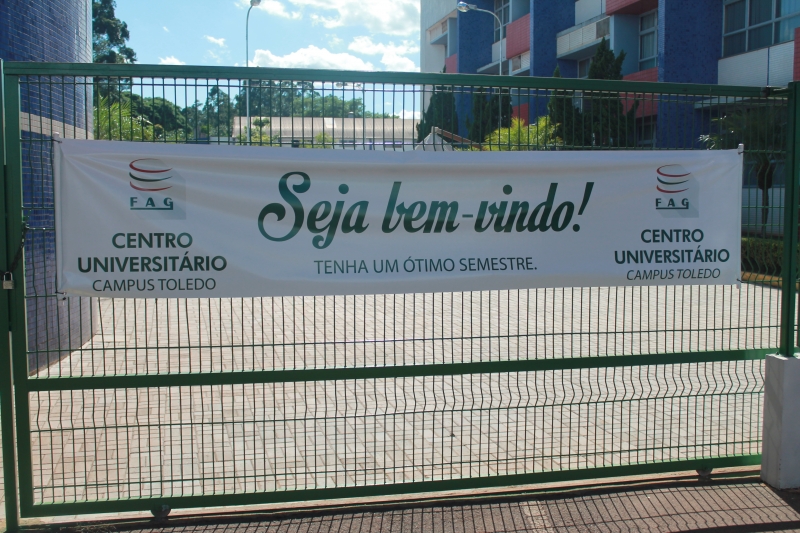 FAG
CENTRO
UNIVERSITÁRIO
CAMPUS TOLEDO
Seja bem-vindo!
TENHA UM ÓTIMO SEMESTRE.
FAG
CENTRO
UNIVERSITÁRIO
CAMPUS TOLEDO